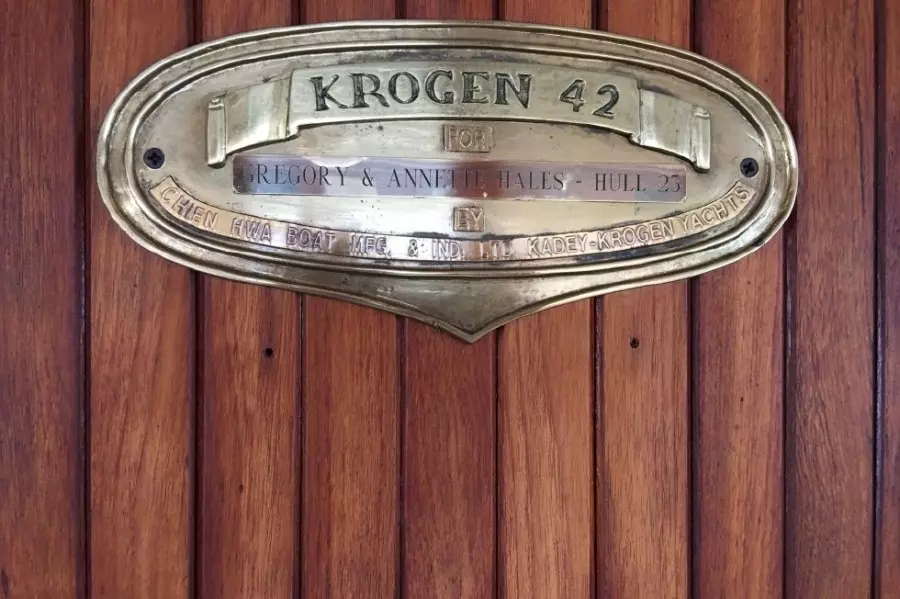 KROGEN 42
FOR
GREGORY & ANNETTE HALES - HULL 23
BY
CHIEN HWA BOAT MFG. & IND. LTD. KADEY-KROGEN YACHTS